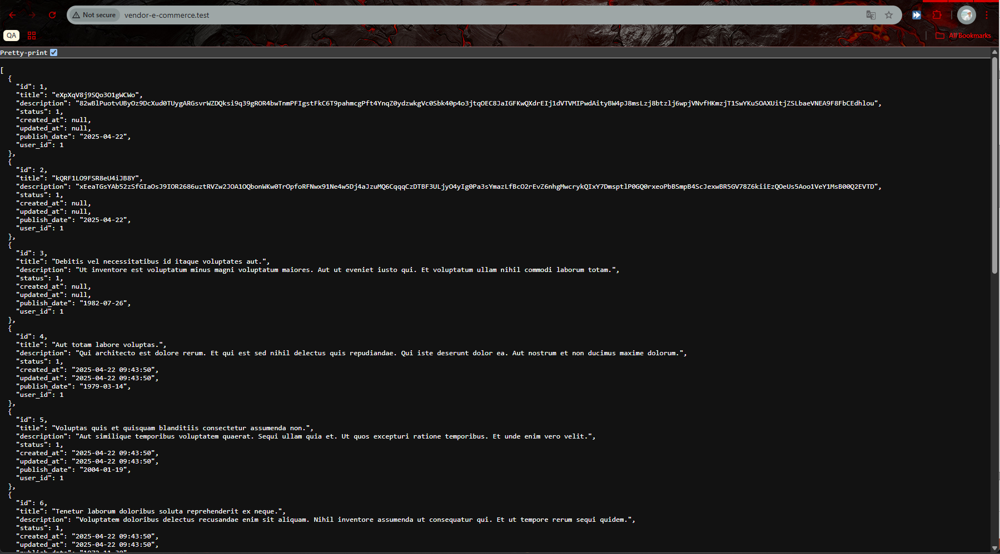 Not secure vendor-e-commerce.test
QA All Bookmarks
Pretty-print
[
  {
    "id": 1,
    "title": "eXpXqV8j9SQo3O1gWCWo",
    "description": "82wBlPuotvUByOz9DcXud0TUygARGsvrWZDQksi9q39gROR4bwTnmPFIgstFkC6T9pahmcgPft4YnqZ0ydzwkgVc0Sbk40p4o3jtqOEC8JaIGFKwQXdrEIj1dVTVMIPwdAityBW4pJ8msLzj8btzlj6wpjVNvfHKmzjT1SwYKuSOAXUitjZSLbaeVNEA9F8FbCEdhlou",
    "status": 1,
    "created_at": null,
    "updated_at": null,
    "publish_date": "2025-04-22",
    "user_id": 1
  },
  {
    "id": 2,
    "title": "kQRF1LO9FSR8eU4iJB8Y",
    "description": "xEeaTGsYAb52zSfGIaOsJ9IOR2686uztRVZw2JOA1OQbonWKw0TrOpfoRFNwx91Ne4w5Dj4aJzuMQ6CqqqCzDTBF3ULjyO4yIg0Pa3sYmazLfBcO2rEvZ6nhgMwcrykQIxY7DmsptlP0GQ0rxeoPbBSmpB4ScJexwBR5GV78Z6kiiEzQOeUs5Aoo1VeY1MsB00Q2EVTD",
    "status": 1,
    "created_at": null,
    "updated_at": null,
    "publish_date": "2025-04-22",
    "user_id": 1
  },
  {
    "id": 3,
    "title": "Debitis vel necessitatibus id itaque voluptates aut.",
    "description": "Ut inventore est voluptatum minus magni voluptatum maiores. Aut ut eveniet iusto qui. Et voluptatum ullam nihil commodi laborum totam.",
    "status": 1,
    "created_at": null,
    "updated_at": null,
    "publish_date": "1982-07-26",
    "user_id": 1
  },
  {
    "id": 4,
    "title": "Aut totam labore voluptas.",
    "description": "Qui architecto est dolore rerum. Et qui est sed nihil delectus quis repudiandae. Qui iste deserunt dolor ea. Aut nostrum et non ducimus maxime dolorum.",
    "status": 1,
    "created_at": "2025-04-22 09:43:50",
    "updated_at": "2025-04-22 09:43:50",
    "publish_date": "1979-03-14",
    "user_id": 1
  },
  {
    "id": 5,
    "title": "Voluptas quis et quisquam blanditiis consectetur assumenda non.",
    "description": "Aut similique temporibus voluptatem quaerat. Sequi ullam quia et. Ut quos excepturi ratione temporibus. Et unde enim vero velit.",
    "status": 1,
    "created_at": "2025-04-22 09:43:50",
    "updated_at": "2025-04-22 09:43:50",
    "publish_date": "2004-01-19",
    "user_id": 1
  },
  {
    "id": 6,
    "title": "Tenetur laborum doloribus soluta reprehenderit ex neque.",
    "description": "Voluptatem doloribus delectus recusandae enim sit aliquam. Nihil inventore assumenda ut consequatur qui. Et ut tempore rerum sequi quidem.",
    "status": 1,
    "created_at": "2025-04-22 09:43:50",
    "updated_at": "2025-04-22 09:43:50",